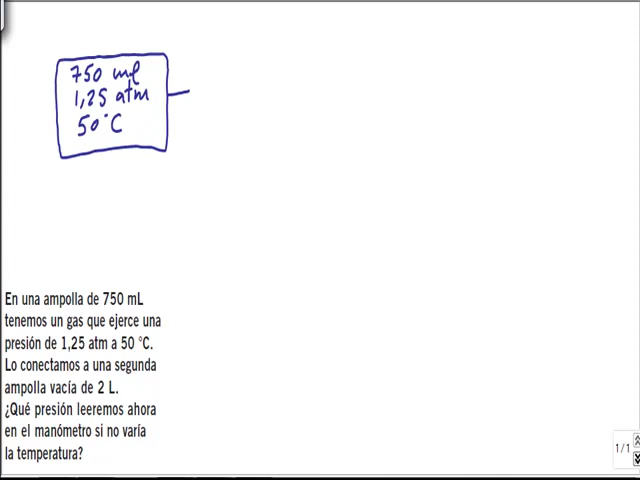 750 ml
1,25 atm
50°C
En una ampolla de 750 mL
tenemos un gas que ejerce una
presión de 1,25 atm a 50 °C.
Lo conectamos a una segunda
ampolla vacía de 2 L.
¿Qué presión leeremos ahora
en el manómetro si no varía
la temperatura?
1/1